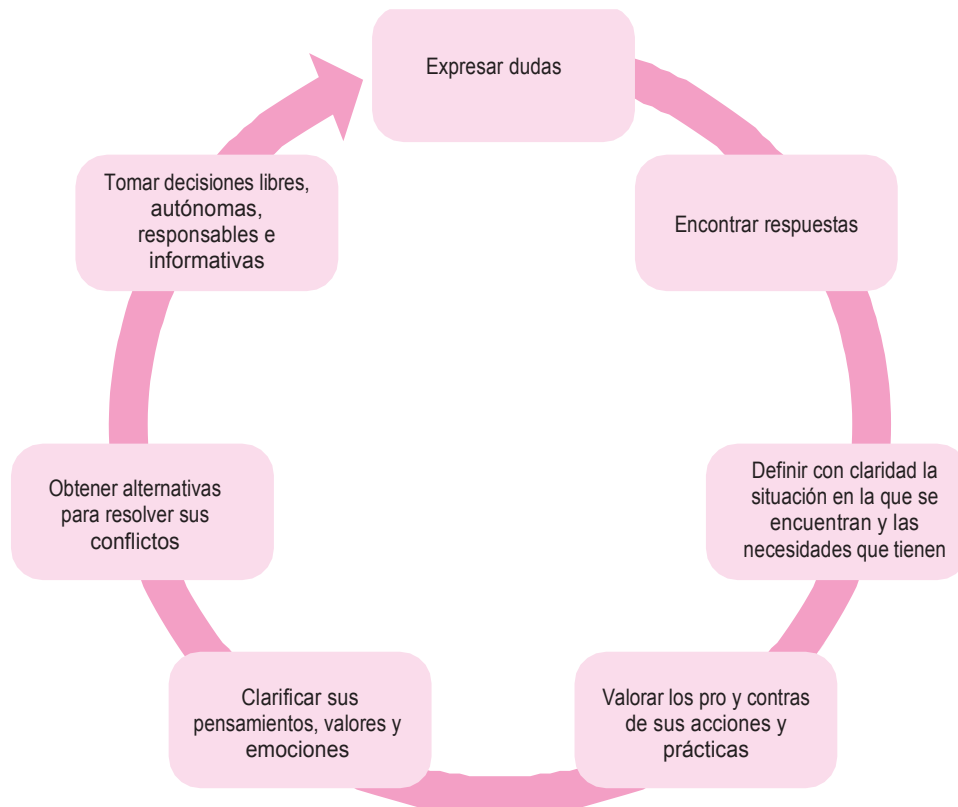 Expresar dudas
Encontrar respuestas
Definir con claridad la
situación en la que se
encuentran y las
necesidades que tienen
Valorar los pro y contras
de sus acciones y
prácticas
Clarificar sus
pensamientos, valores y
emociones
Obtener alternativas
para resolver sus
conflictos
Tomar decisiones libres,
autónomas,
responsables e
informativas